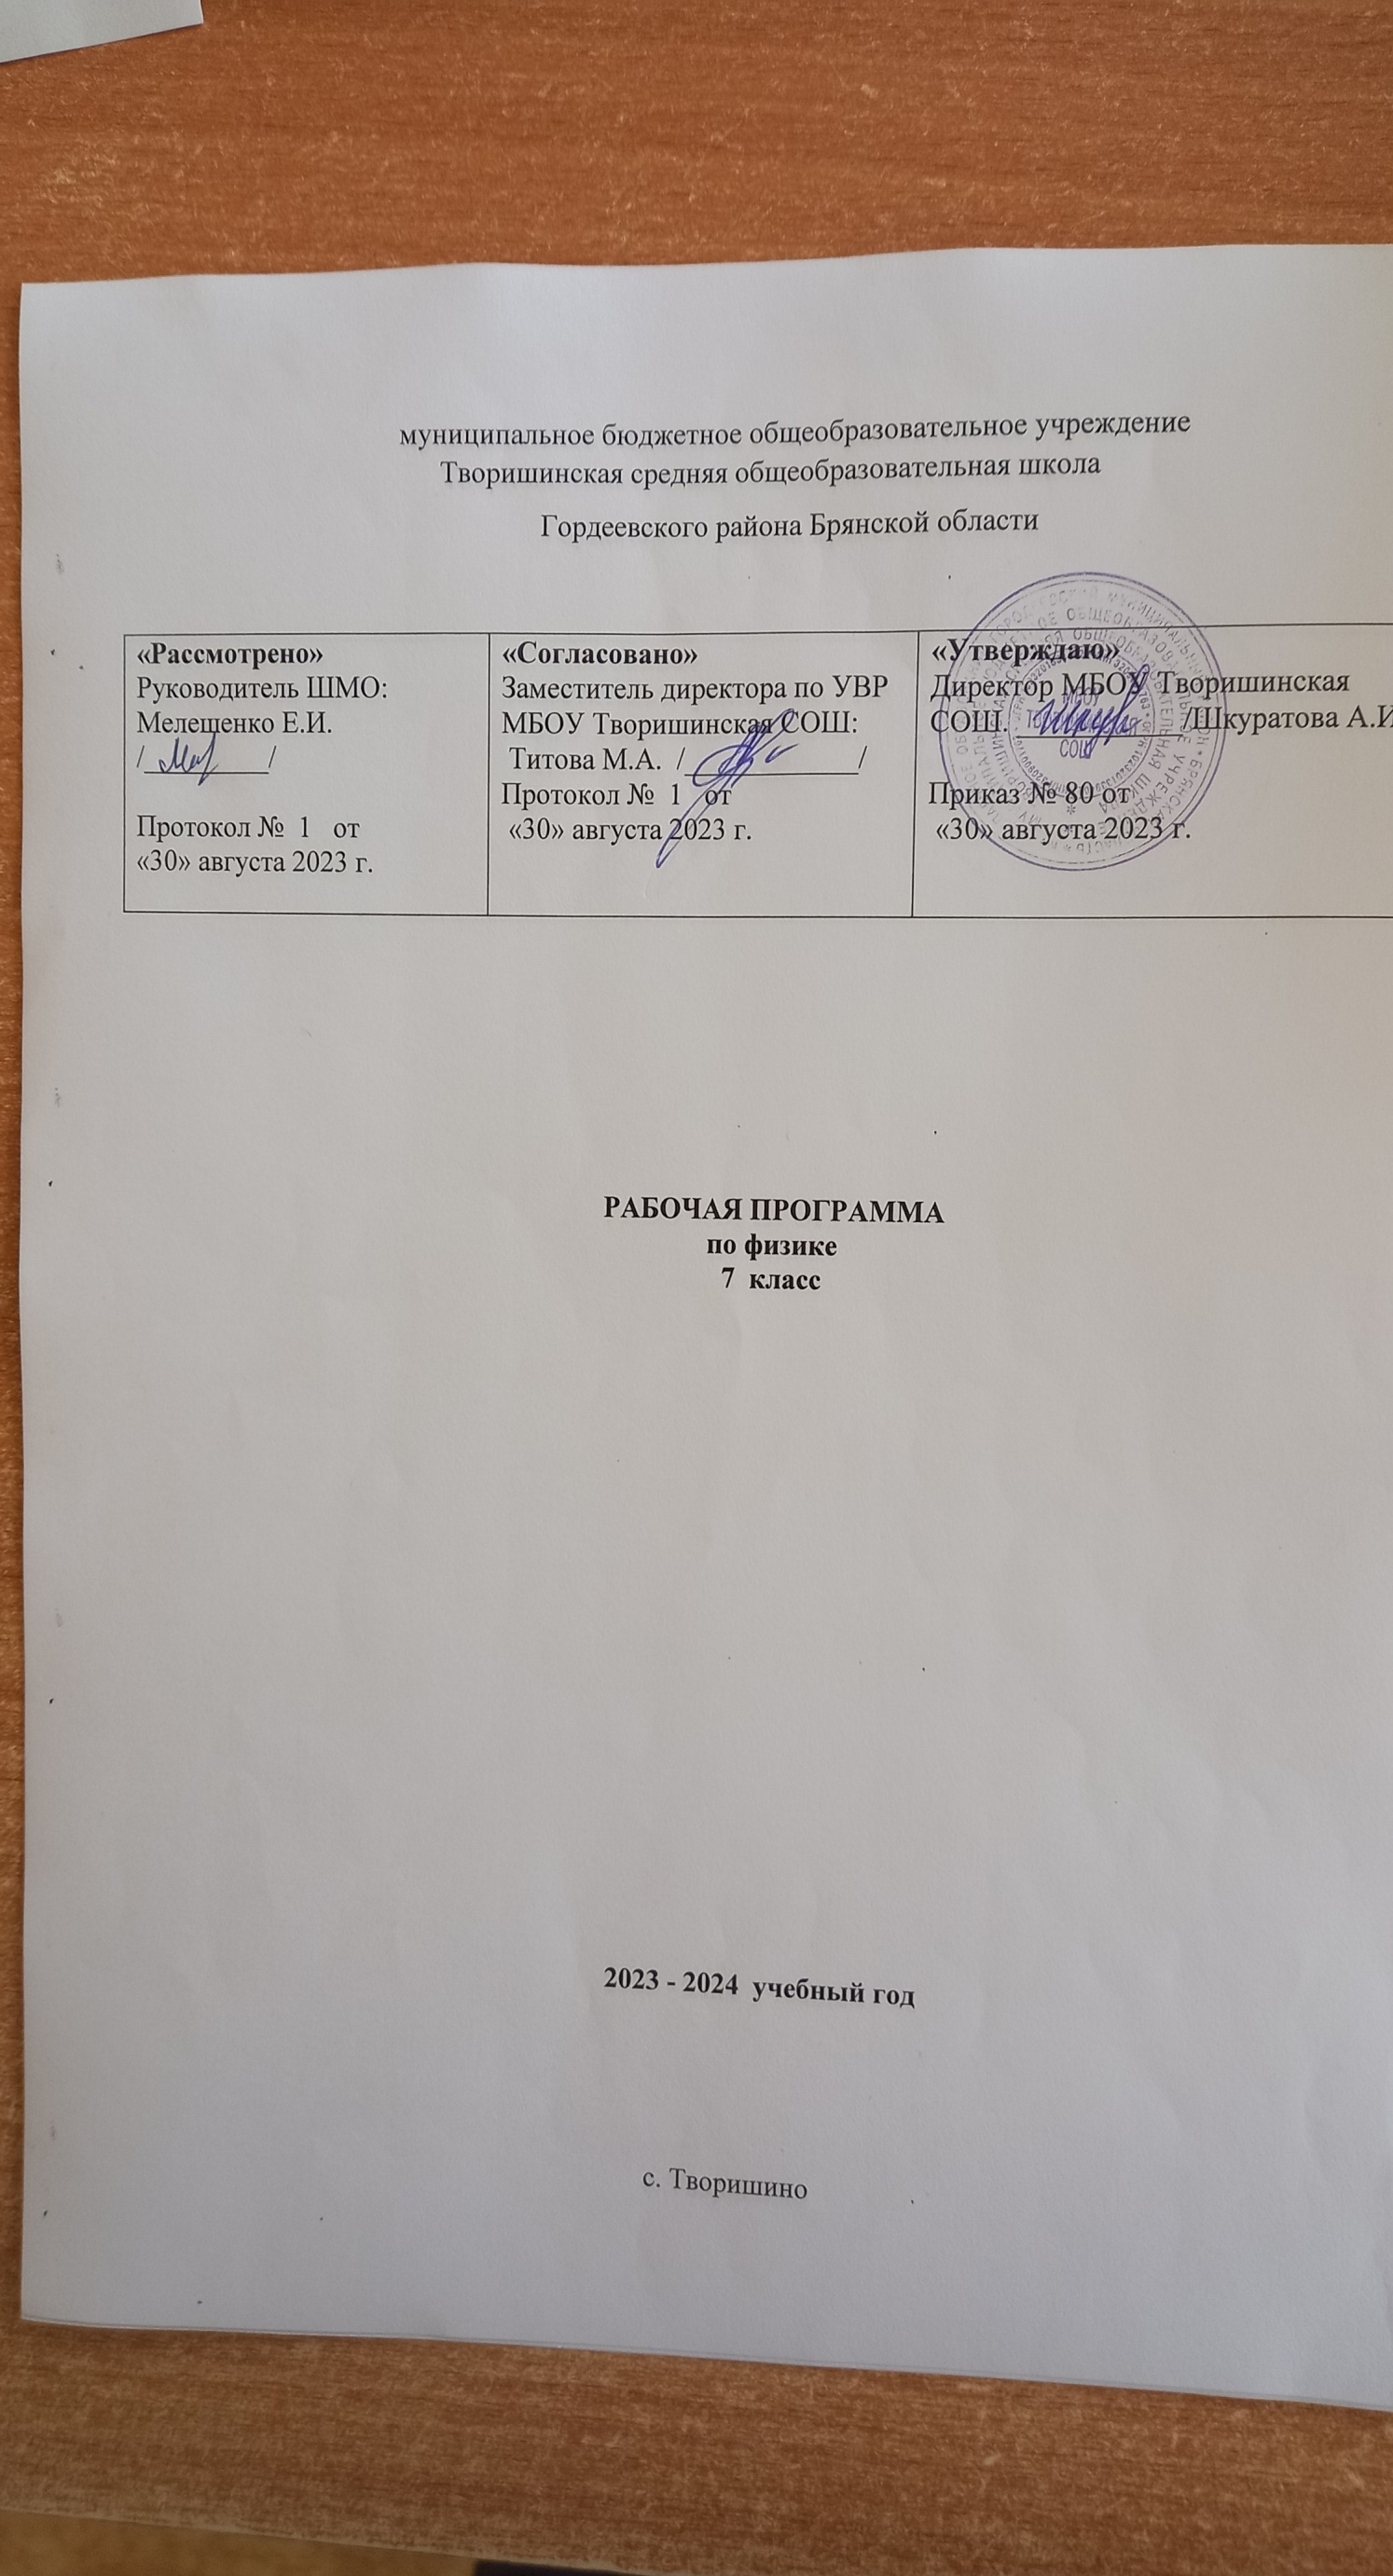 муниципальное бюджетное общеобразовательное учреждение
Творишинская средняя общеобразовательная школа
Гордеевского района Брянской области
«Рассмотрено»
Руководитель ШМО:
Мелещенко Е.И.
/ /
Протокол № 1 от
«30» августа 2023 г.
«Согласовано»
Заместитель директора по УВР
МБОУ Творишинская СОШ:
Титова М.А. / /
Протокол № 1 от
«30» августа 2023 г.
«Утверждаю»
Директор МБОУ Творишинская
СОШ. /Шкуратова А.И
Приказ № 80 от
«30» августа 2023 г.
РАБОЧАЯ ПРОГРАММА
по физике
7 класс
2023 - 2024 учебный год
с. Творишино